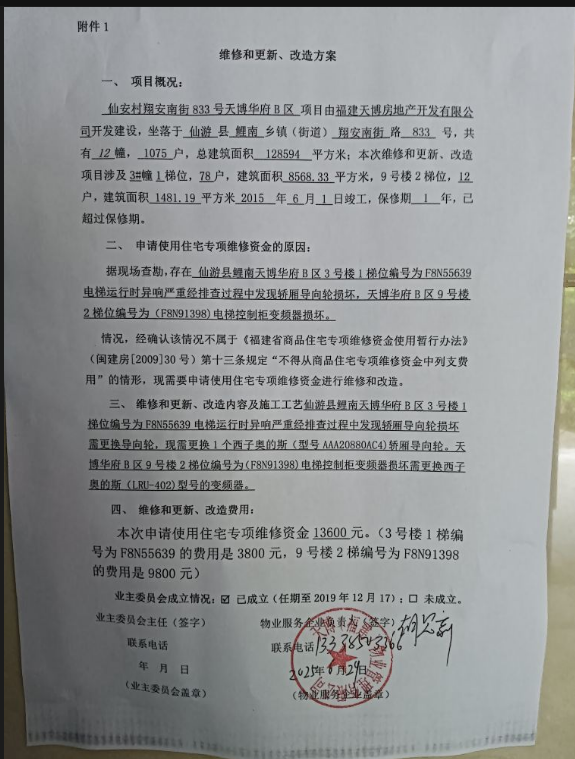 附件 1
维修和更新、改造方案
一、 项目概况：
仙安村翔安南街 833 号天博华府 B 区 项目由福建天博房地产开发有限公
司开发建设，坐落于 仙游 县 鲤南 乡镇（街道） 翔安南街 路 833 号，共
有 12 幢， 1075 户，总建筑面积 128594 平方米；本次维修和更新、改造
项目涉及 3#幢 1 梯位，78 户，建筑面积 8568.33 平方米，9 号楼 2 梯位，12
户，建筑面积 1481.19 平方米 2015 年 6 月 1 日竣工，保修期 1 年，已
超过保修期。
二、 申请使用住宅专项维修资金的原因：
据现场查勘，存在 仙游县鲤南天博华府 B 区 3 号楼 1 梯位编号为 F8N55639
电梯运行时异响严重经排查过程中发现轿厢导向轮损坏，天博华府 B 区 9 号楼
2 梯位编号为（F8N91398）电梯控制柜变频器损坏。
情况，经确认该情况不属于《福建省商品住宅专项维修资金使用暂行办法》
（闽建房[2009]30 号）第十三条规定“不得从商品住宅专项维修资金中列支费
用”的情形，现需要申请使用住宅专项维修资金进行维修和改造。
三、 维修和更新、改造内容及施工工艺仙游县鲤南天博华府 B 区 3 号楼 1
梯位编号为 F8N55639 电梯运行时异响严重经排查过程中发现轿厢导向轮损坏
需更换导向轮，现需更换 1 个西子奥的斯（型号 AAA20880AC4）轿厢导向轮。天
博华府 B 区 9 号楼 2 梯位编号为（F8N91398）电梯控制柜变频器损坏需更换西子
奥的斯（LRU-402）型号的变频器。
四、 维修和更新、改造费用：
本次申请使用住宅专项维修资金 13600 元。（3 号楼 1 梯编
号为 F8N55639 的费用是 3800 元，9 号楼 2 梯编号为 F8N91398
的费用是 9800 元）
业主委员会成立情况：☑ 已成立（任期至 2019 年 12 月 17）；☐ 未成立。
业主委员会主任（签字） 物业服务企业负责人（签字）
联系电话 联系电话
年 月 日 2025年 月29日
（业主委员会盖章） （物业服务企业盖章）